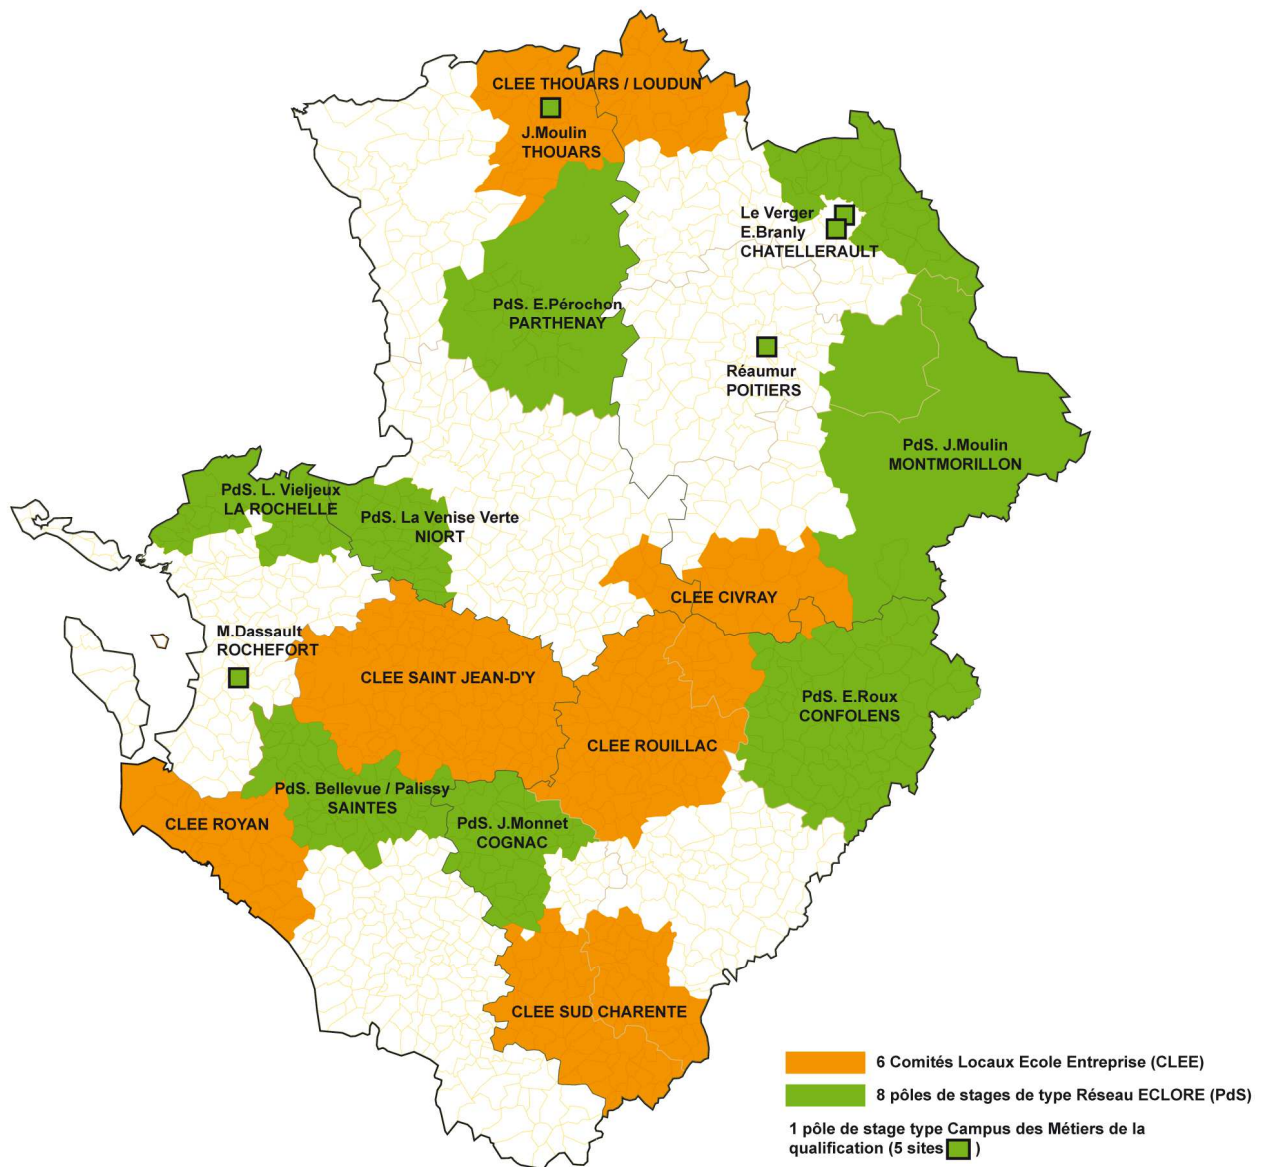 CLEE THOUARS / LOUDUN
J.Moulin
THOUARS
Le Verger
E.Branly
CHATELLERAULT
PdS. E.Pérochon
PARTHENAY
Réaumur
POITIERS
PdS. J.Moulin
MONTMORILLON
PdS. L. Vieljeux
LA ROCHELLE
PdS. La Venise Verte
NIORT
CLEE CIVRAY
M.Dassault
ROCHEFORT
CLEE SAINT JEAN-D'Y
PdS. E.Roux
CONFOLENS
CLEE ROUILLAC
PdS. Bellevue / Palissy
SAINTES
CLEE ROYAN
PdS. J.Monnet
COGNAC
CLEE SUD CHARENTE
6 Comités Locaux Ecole Entreprise (CLEE)
8 pôles de stages de type Réseau ECLORE (PdS)
1 pôle de stage type Campus des Métiers de la
qualification (5 sites )